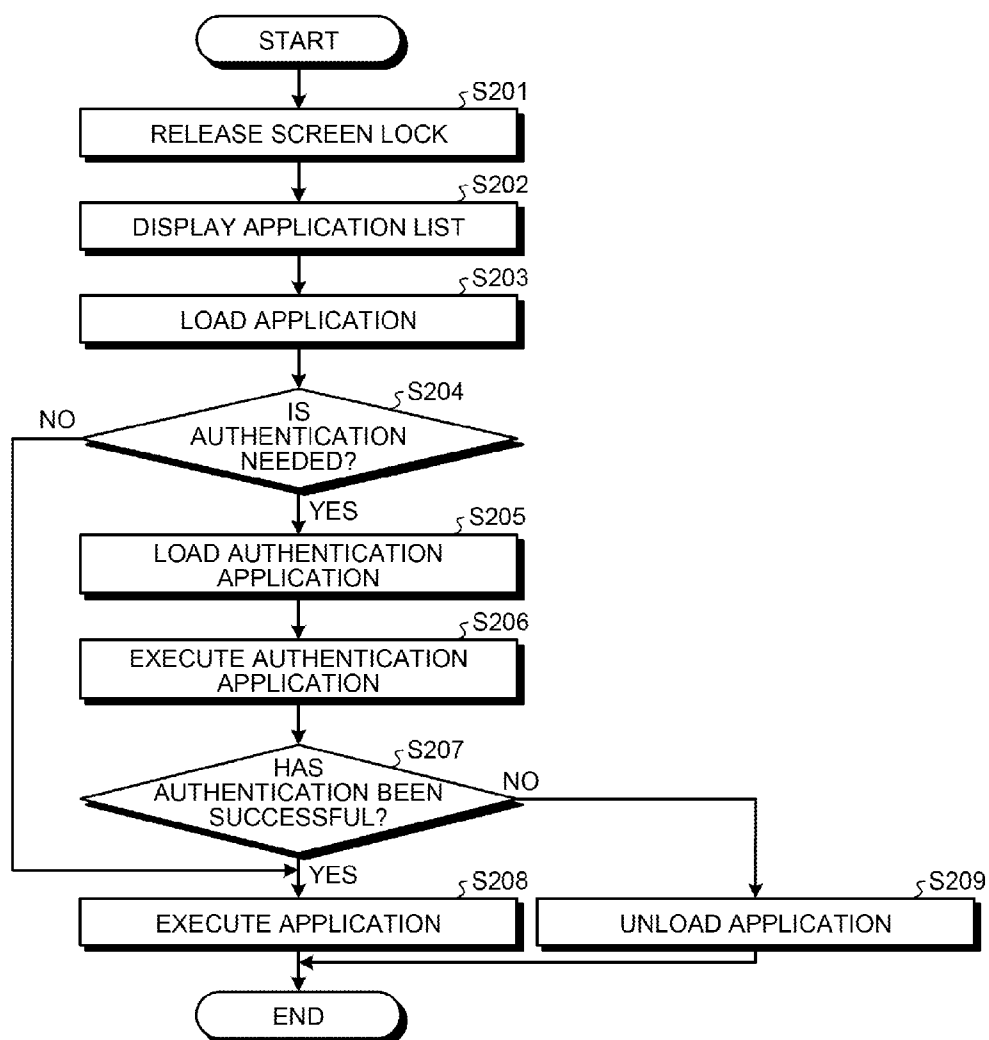 START
S201
RELEASE SCREEN LOCK
S202
DISPLAY APPLICATION LIST
S203
LOAD APPLICATION
S204
NO
IS
AUTHENTICATION
NEEDED?
YES
S205
LOAD AUTHENTICATION
APPLICATION
S206
EXECUTE AUTHENTICATION
APPLICATION
S207
HAS
AUTHENTICATION BEEN
SUCCESSFUL?
NO
YES
S208
EXECUTE APPLICATION
S209
UNLOAD APPLICATION
END